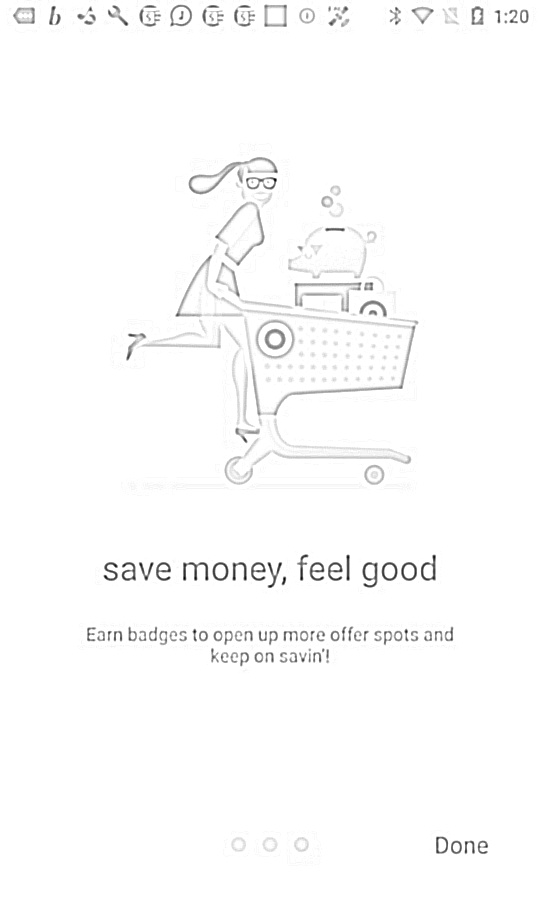 1:20
save money, feel good
Earn badges to open up more offer spots and
keep on savin'!
Done